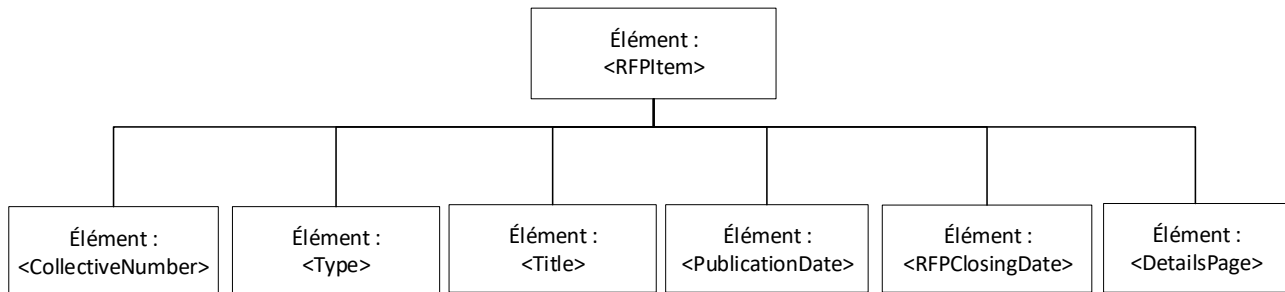 Élément :
<RFPItem>
Élément :
<CollectiveNumber>
Élément :
<Type>
Élément :
<Title>
Élément :
<PublicationDate>
Élément :
<RFPClosingDate>
Élément :
<DetailsPage>